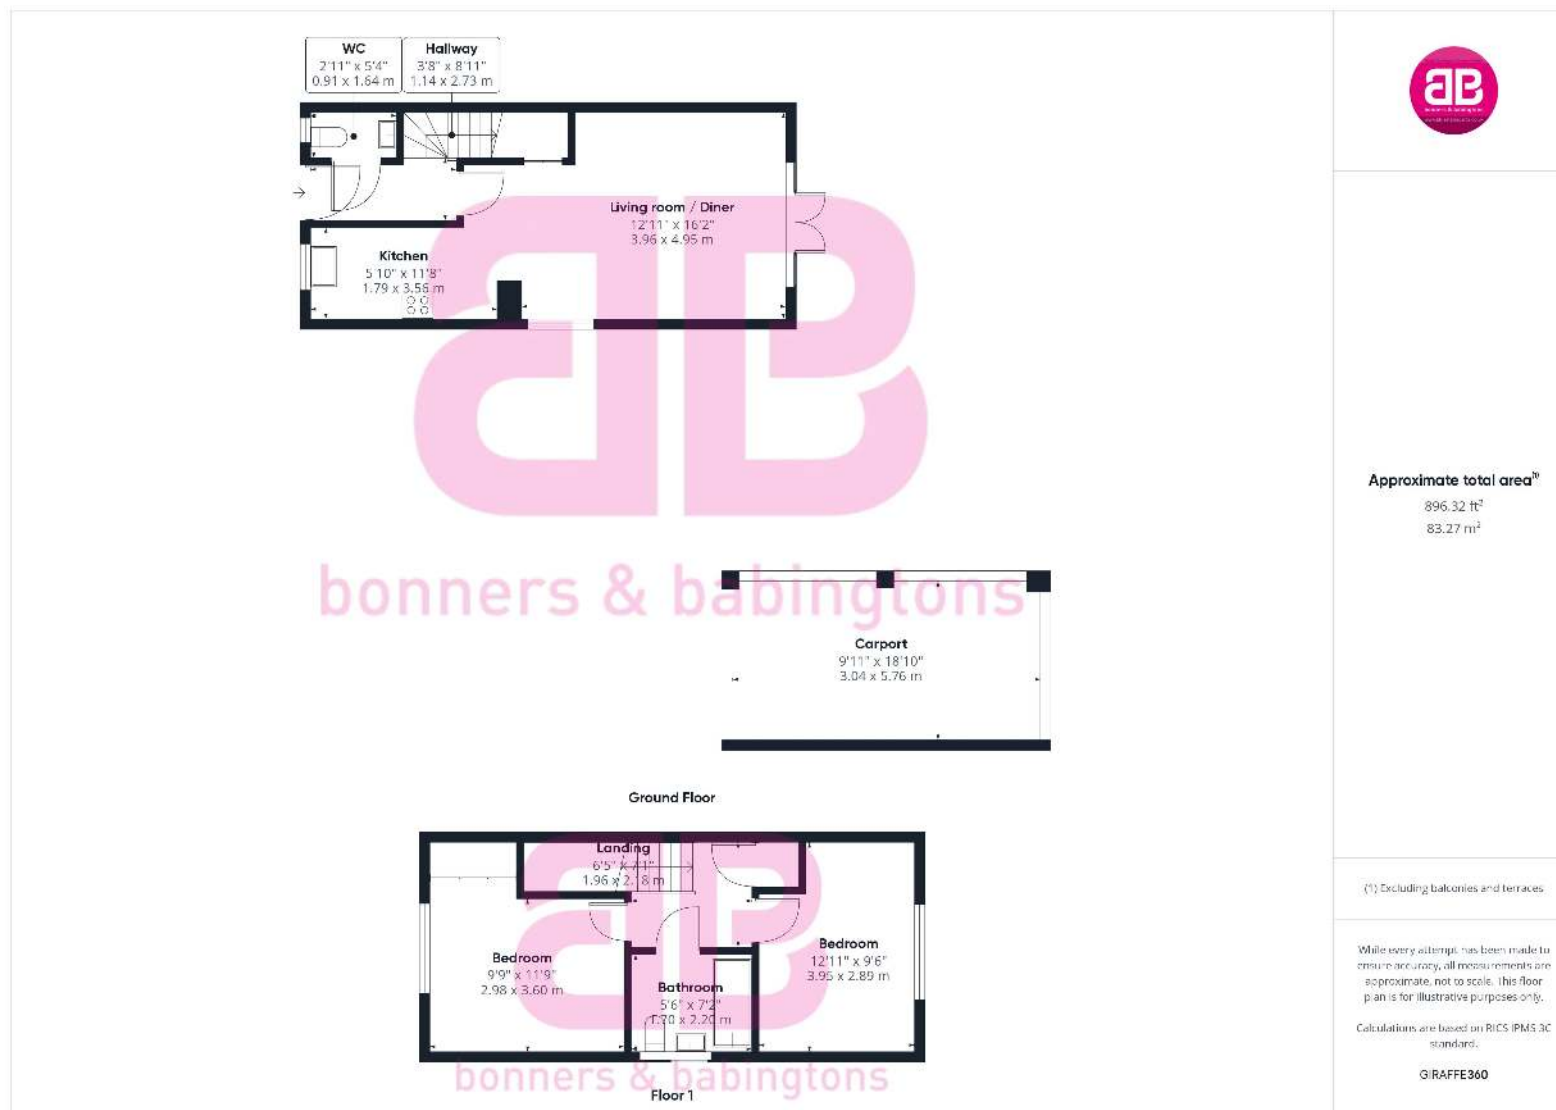 WC
2'11" x 5'4"
0.91 x 1.64 m
Hallway
3'8" x 8'11"
1.14 x 2.73 m
Living room / Diner
12'11" x 16'2"
3.96 x 4.95 m
Kitchen
5'10" x 11'8"
1.79 x 3.56 m
bonners & babingtons
Carport
9'11" x 18'10"
3.04 x 5.76 m
Ground Floor
Landing
6'5" x 7'1"
1.96 x 2.18 m
Bedroom
9'9" x 11'9"
2.98 x 3.60 m
Bathroom
5'6" x 7'2"
1.70 x 2.20 m
Bedroom
12'11" x 9'6"
3.95 x 2.89 m
bonners & babingtons
Floor 1
bonners & babingtons
Approximate total area(1)
896.32 ft²
83.27 m²
(1) Excluding balconies and terraces
While every attempt has been made to
ensure accuracy, all measurements are
approximate, not to scale. This floor
plan is for illustrative purposes only.
Calculations are based on RICS IPMS 3C
standard.
GIRAFFE360